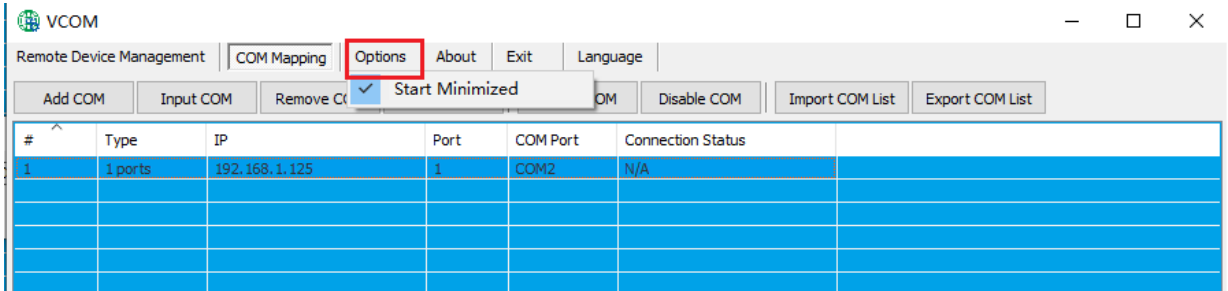 VCOM
Remote Device Management COM Mapping Options About Exit Language
Start Minimized
Add COM Input COM Remove COM Disable COM Import COM List Export COM List
# Type IP Port COM Port Connection Status
1 1 ports 192.168.1.125 1 COM2 N/A